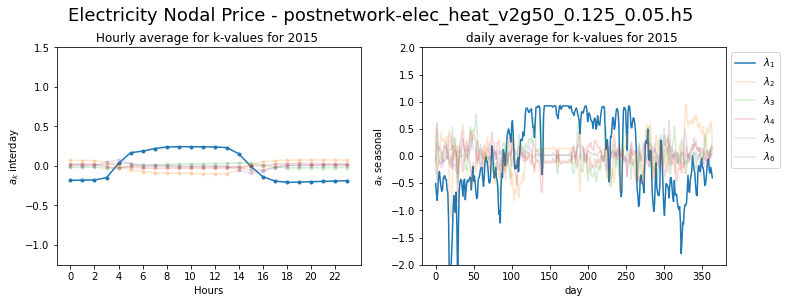 Electricity Nodal Price - postnetwork-elec_heat_v2g50_0.125_0.05.h5
Hourly average for k-values for 2015
1.5
1.0
0.5
0.0
−0.5
−1.0
a_k interday
0 2 4 6 8 10 12 14 16 18 20 22
Hours
daily average for k-values for 2015
2.0
1.5
1.0
0.5
0.0
−0.5
−1.0
−1.5
−2.0
a_k seasonal
0 50 100 150 200 250 300 350
day
λ₁
λ₂
λ₃
λ₄
λ₅
λ₆